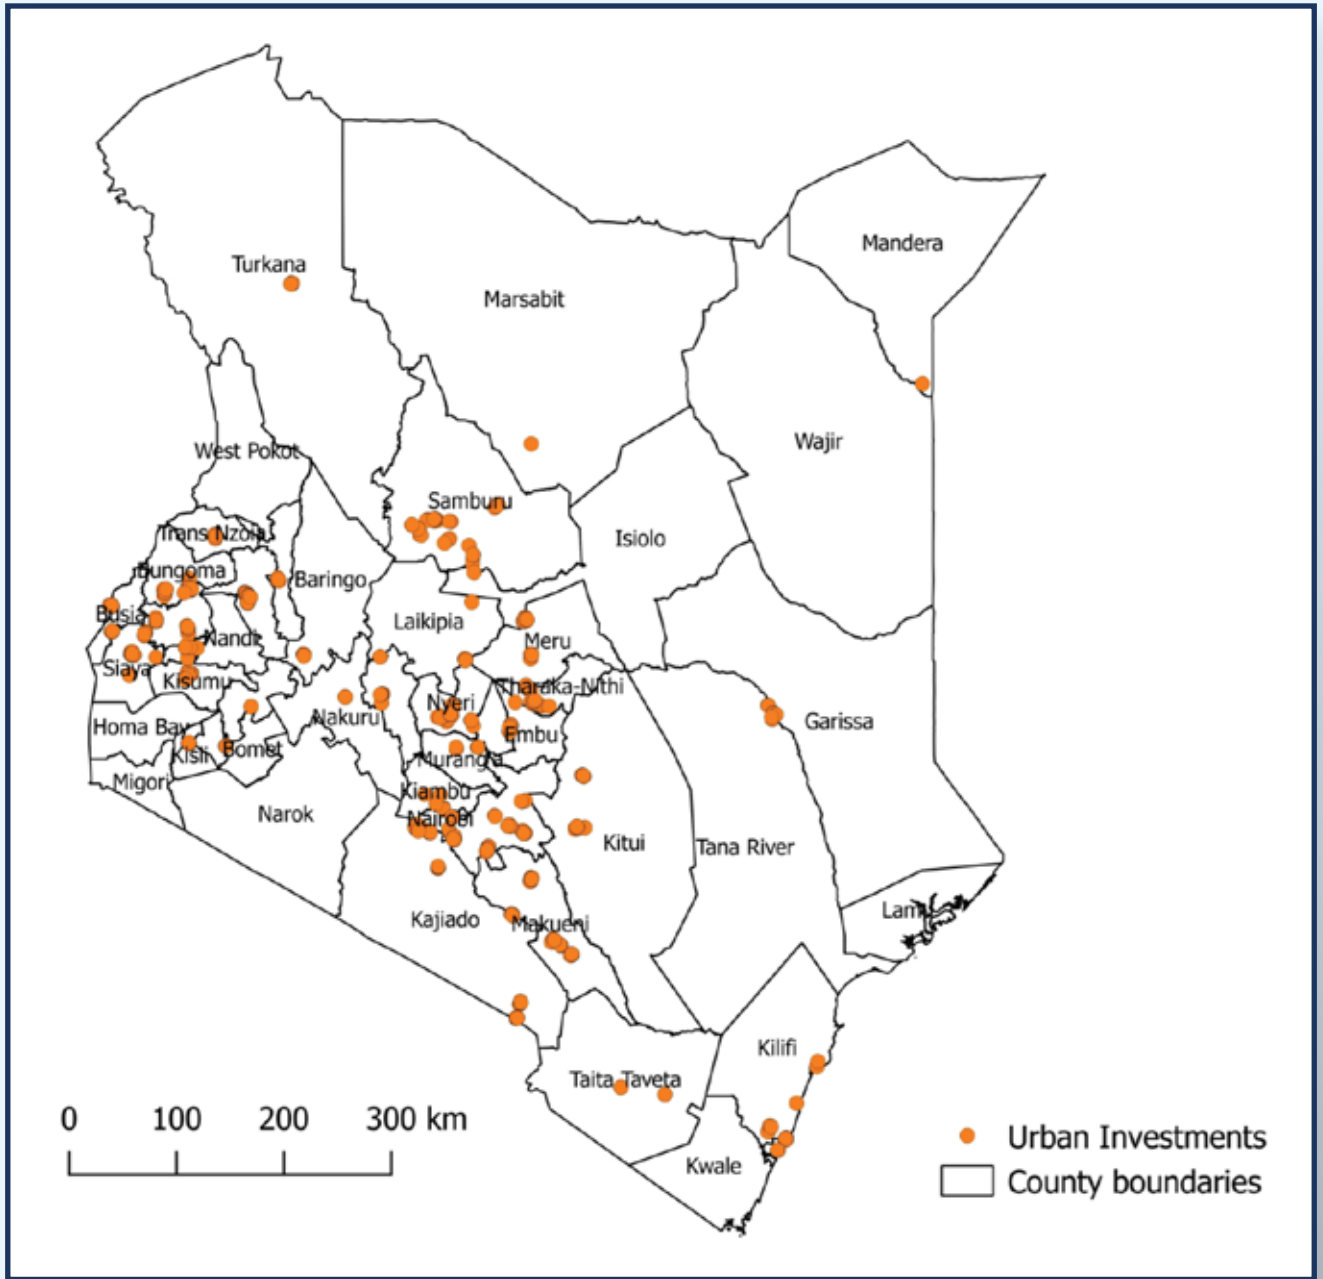 Turkana
Mandera
Marsabit
Wajir
West Pokot
Samburu
Trans Nzoia
Isiolo
Bungoma
Baringo
Busia
Laikipia
Nandi
Meru
Siaya
Kisumu
Tharaka-Nithi
Nyeri
Nakuru
Garissa
Homa Bay
Embu
Kisii
Bomet
Murang'a
Migori
Kiambu
Narok
Nairobi
Kitui
Tana River
Lamu
Kajiado
Makueni
Kilifi
Taita Taveta
Kwale
0 100 200 300 km
Urban Investments
County boundaries